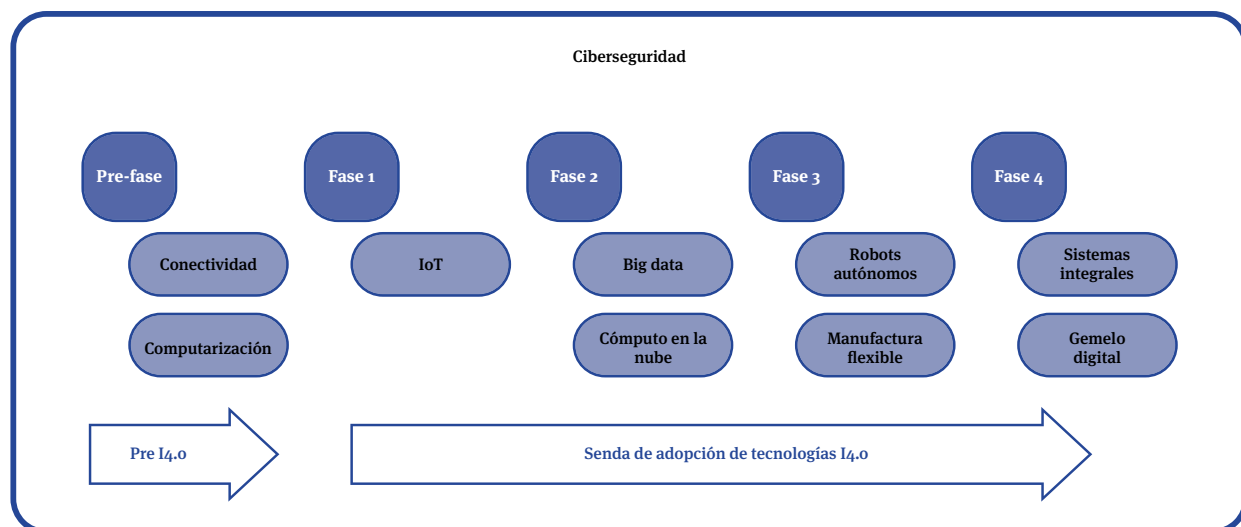 Ciberseguridad
Pre-fase
Fase 1
Fase 2
Fase 3
Fase 4
Conectividad
IoT
Big data
Robots
autónomos
Sistemas
integrales
Computarización
Cómputo en la
nube
Manufactura
flexible
Gemelo
digital
Pre I4.0
Senda de adopción de tecnologías I4.0